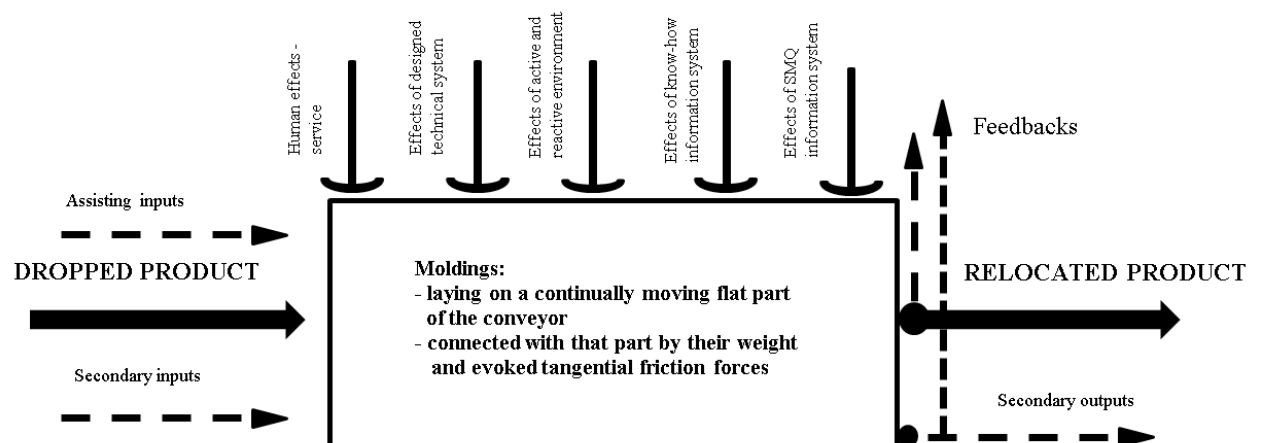 Human effects -
service
Effects of designed
technical system
Effects of active and
reactive environment
Effects of know-how
information system
Effects of SMQ
information system
Feedbacks
Assisting inputs
DROPPED PRODUCT
Moldings:
- laying on a continually moving flat part
of the conveyor
- connected with that part by their weight
and evoked tangential friction forces
RELOCATED PRODUCT
Secondary inputs
Secondary outputs